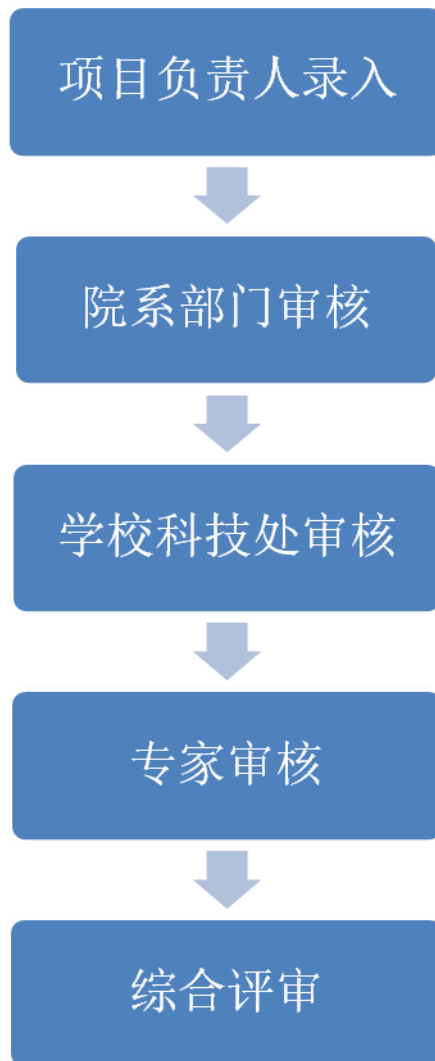 项目负责人录入
院系部门审核
学校科技处审核
专家审核
综合评审